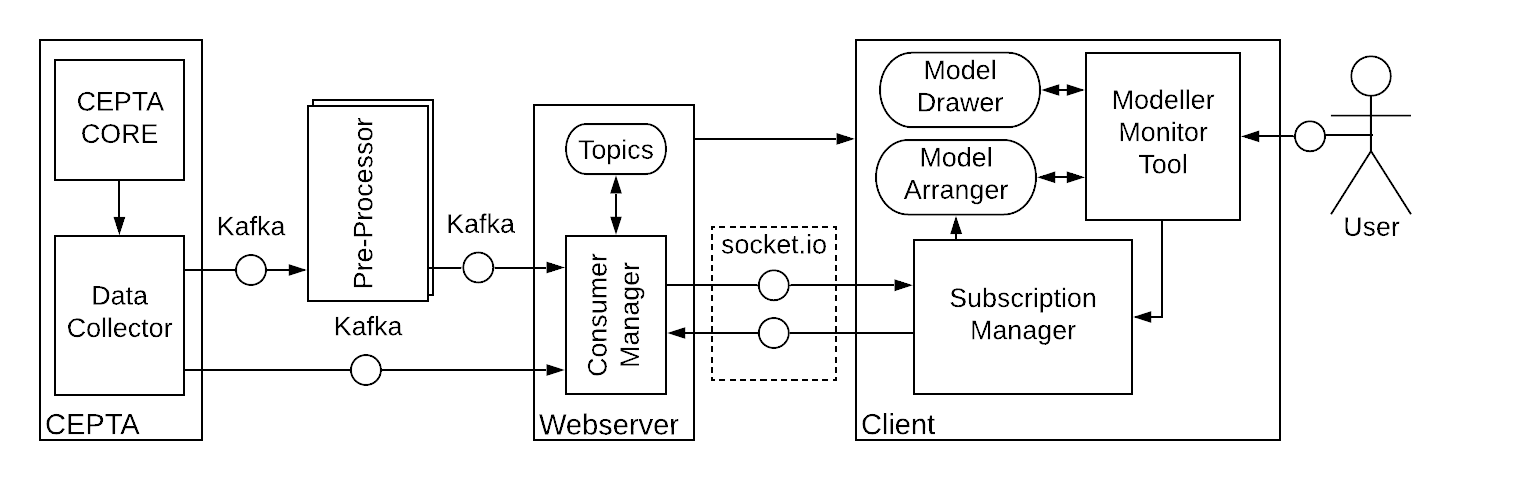 CEPTA
CORE
Data
Collector
CEPTA
Kafka
Pre-Processor
Kafka
Kafka
Topics
Consumer
Manager
Webserver
socket.io
Model
Drawer
Model
Arranger
Modeller
Monitor
Tool
Subscription
Manager
Client
User